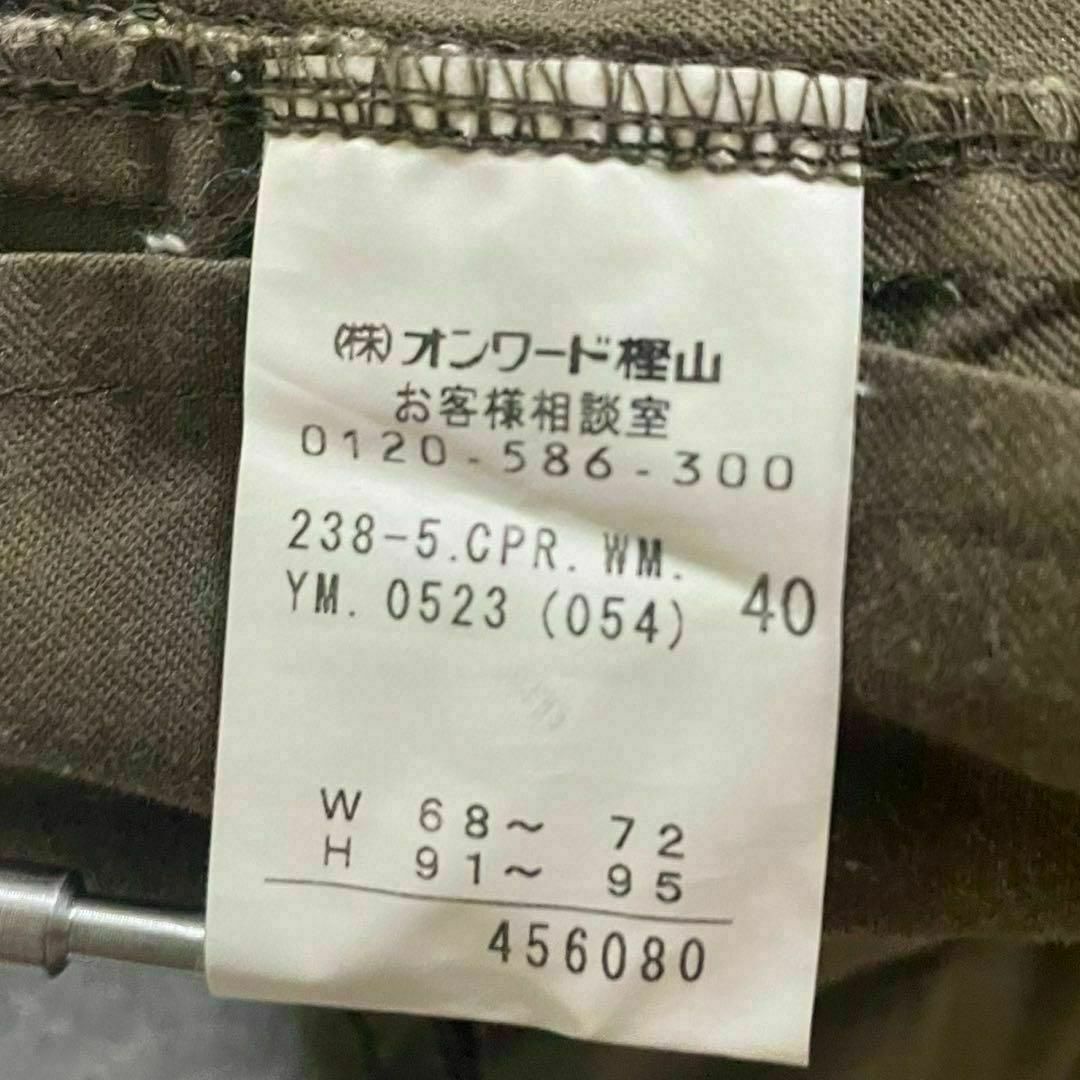 (株)オンワード樫山
お客様相談室
0120-586-300
238-5.CPR.WM.
YM.0523(054) 40
W 68～ 72
H 91～ 95
456080